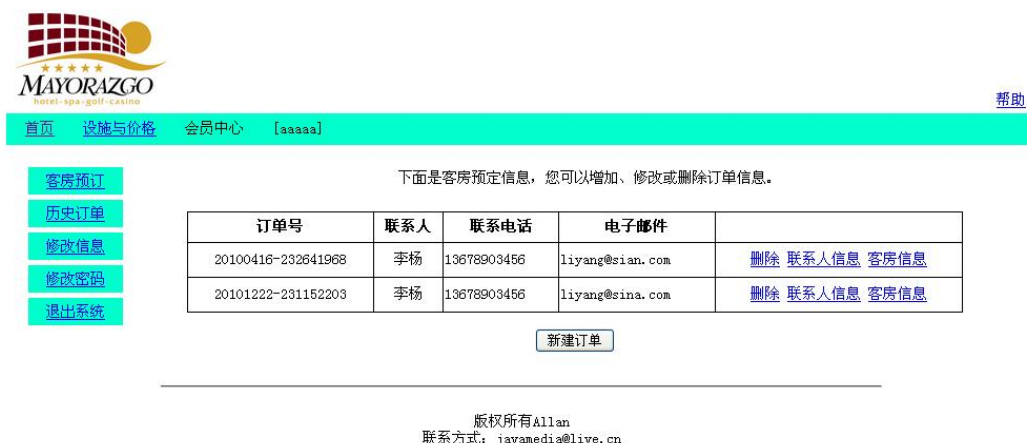 MAYORAZGO
hotel-spa-golf-casino
帮助
首页 设施与价格 会员中心 [aaaaa]
客房预订
历史订单
修改信息
修改密码
退出系统
下面是客房预定信息，您可以增加、修改或删除订单信息。
订单号 联系人 联系电话 电子邮件
20100416-232641968 李杨 13678903456 liyang@sian.com 删除 联系人信息 客房信息
20101222-231152203 李杨 13678903456 liyang@sina.com 删除 联系人信息 客房信息
新建订单
版权所有Allan
联系方式: javamedia@live.cn